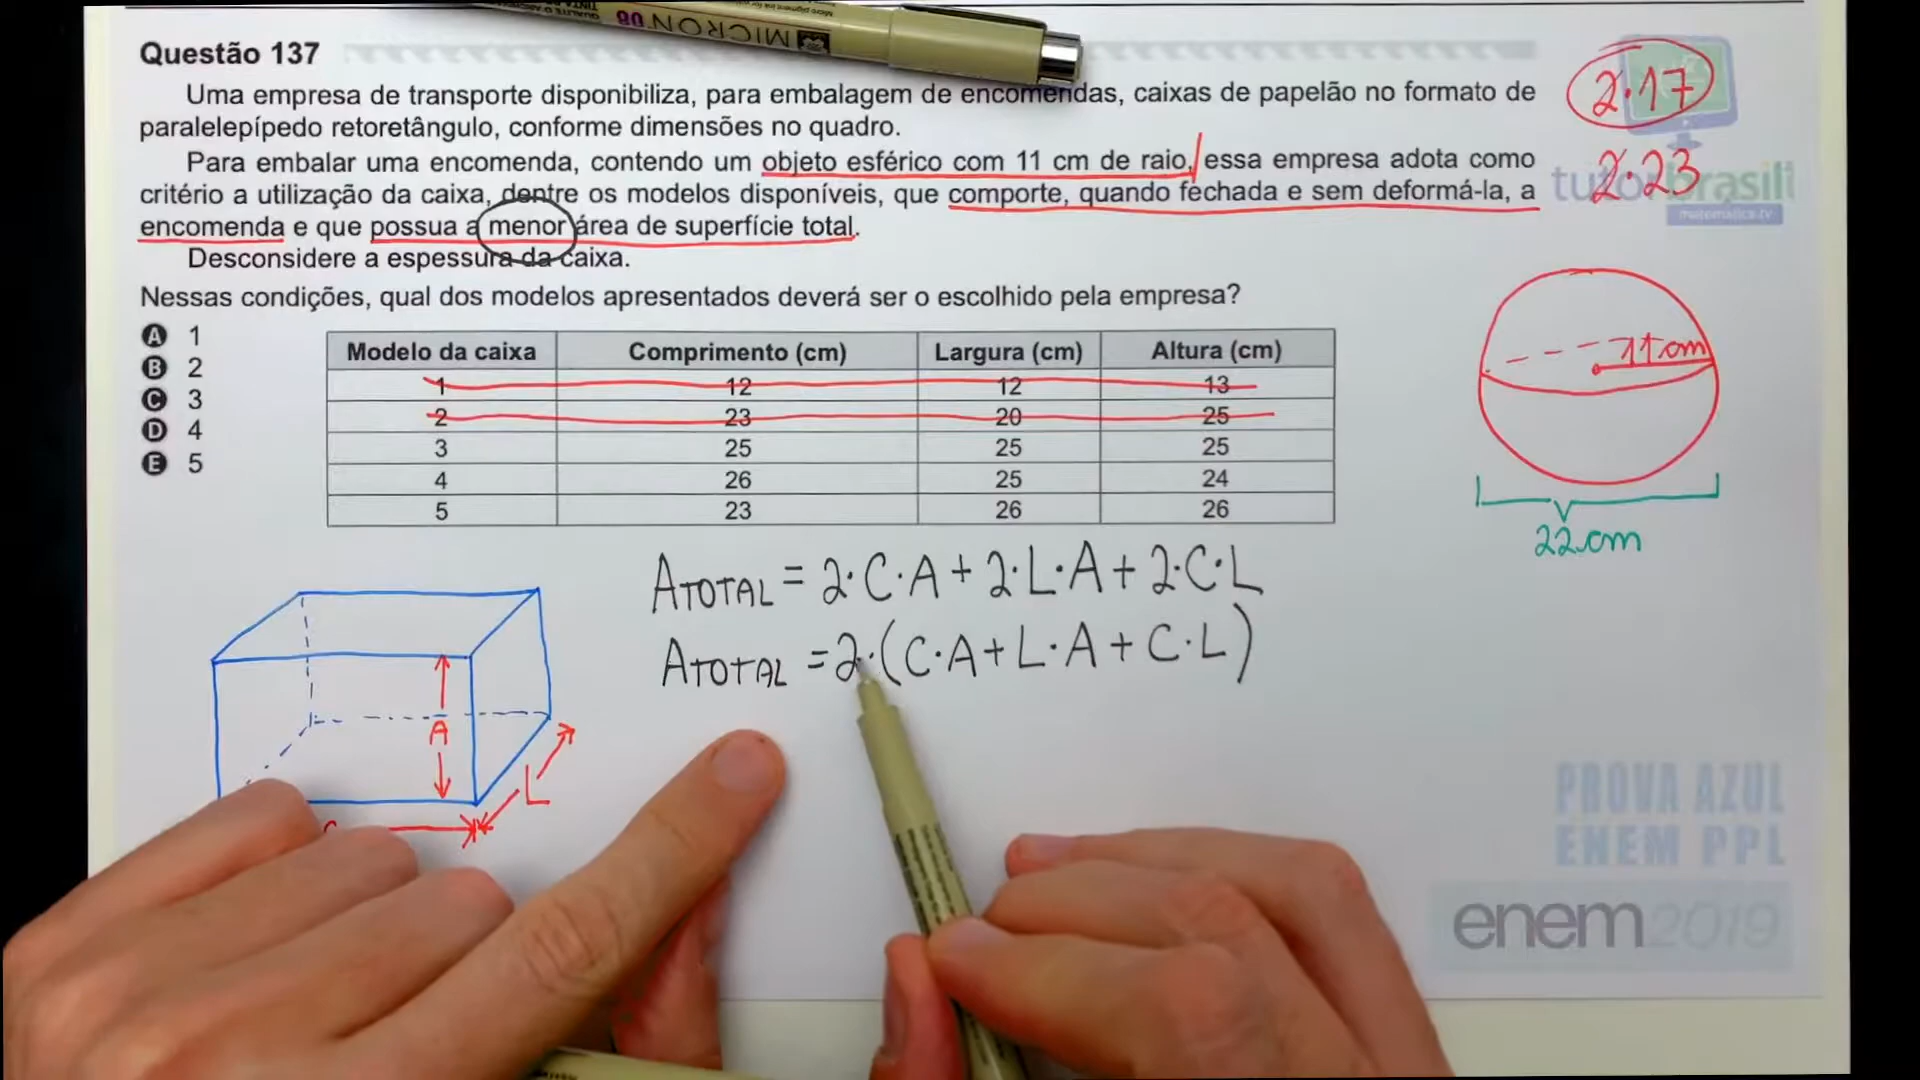 MICRON 08
Questão 137
Uma empresa de transporte disponibiliza, para embalagem de encomendas, caixas de papelão no formato de
paralelepípedo retoretângulo, conforme dimensões no quadro.
Para embalar uma encomenda, contendo um objeto esférico com 11 cm de raio, essa empresa adota como
critério a utilização da caixa, dentre os modelos disponíveis, que comporte, quando fechada e sem deformá-la, a
encomenda e que possua a menor área de superfície total.
Desconsidere a espessura da caixa.
Nessas condições, qual dos modelos apresentados deverá ser o escolhido pela empresa?
A 1
B 2
C 3
D 4
E 5
Modelo da caixa Comprimento (cm) Largura (cm) Altura (cm)
1 12 12 13
2 23 20 25
3 25 25 25
4 26 25 24
5 23 26 26
2·17
2·23
tutorbrasil
matematica.tv
11cm
22cm
ATOTAL = 2·C·A + 2·L·A + 2·C·L
ATOTAL = 2·(C·A + L·A + C·L)
A
L
PROVA AZUL
ENEM PPL
enem2019